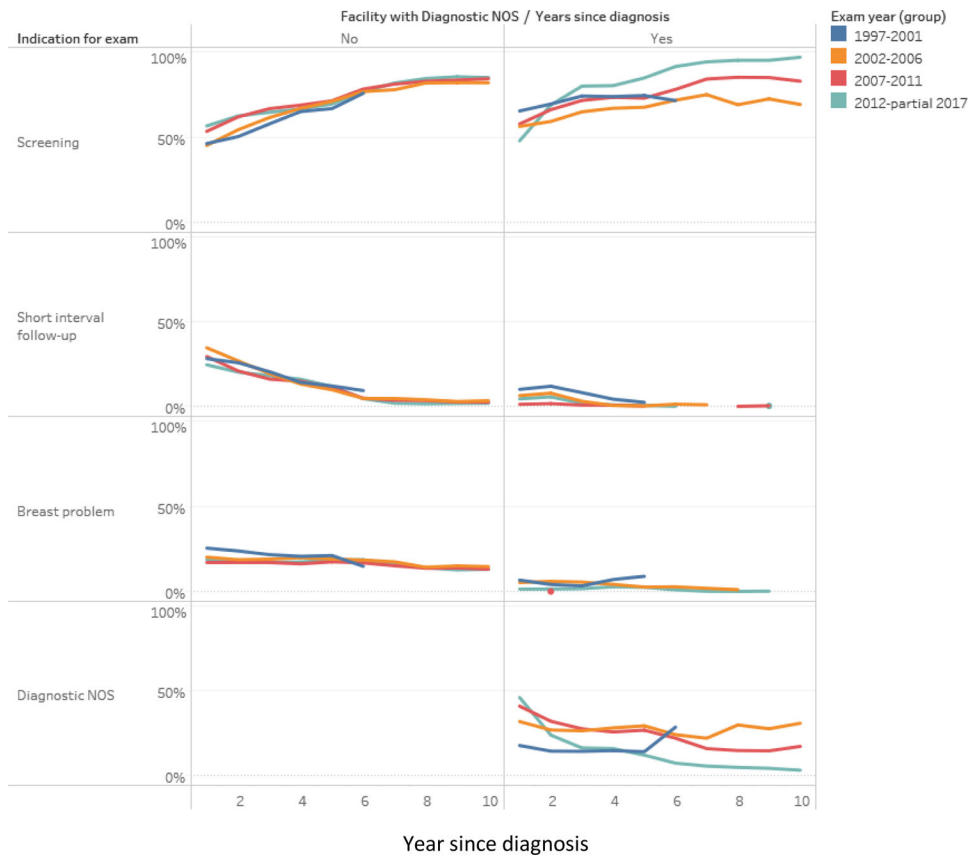 Facility with Diagnostic NOS / Years since diagnosis
Indication for exam
No
Yes
Exam year (group)
1997-2001
2002-2006
2007-2011
2012-partial 2017
Screening
100%
50%
0%
Short interval
follow-up
100%
50%
0%
Breast problem
100%
50%
0%
Diagnostic NOS
100%
50%
0%
2 4 6 8 10
2 4 6 8 10
Year since diagnosis